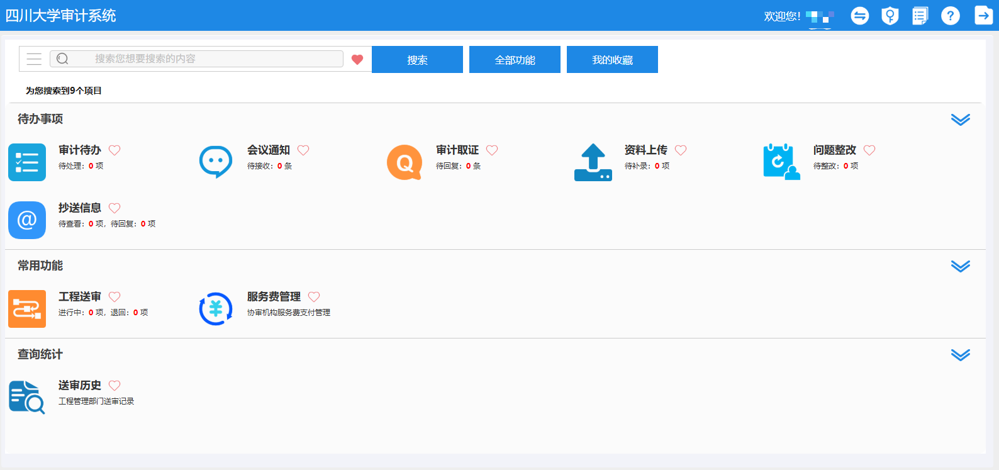 四川大学审计系统
欢迎您!
搜索您想要搜索的内容
搜索 全部功能 我的收藏
为您搜索到9个项目
待办事项
审计待办 会议通知 审计取证 资料上传 问题整改
待处理：0 项 待接收：0 条 待回复：0 条 待补录：0 项 待整改：0 项
抄送信息
待查看：0 项，待回复：0 项
常用功能
工程送审 服务费管理
进行中：0 项，退回：0 项 协审机构服务费支付管理
查询统计
送审历史
工程管理部门送审记录